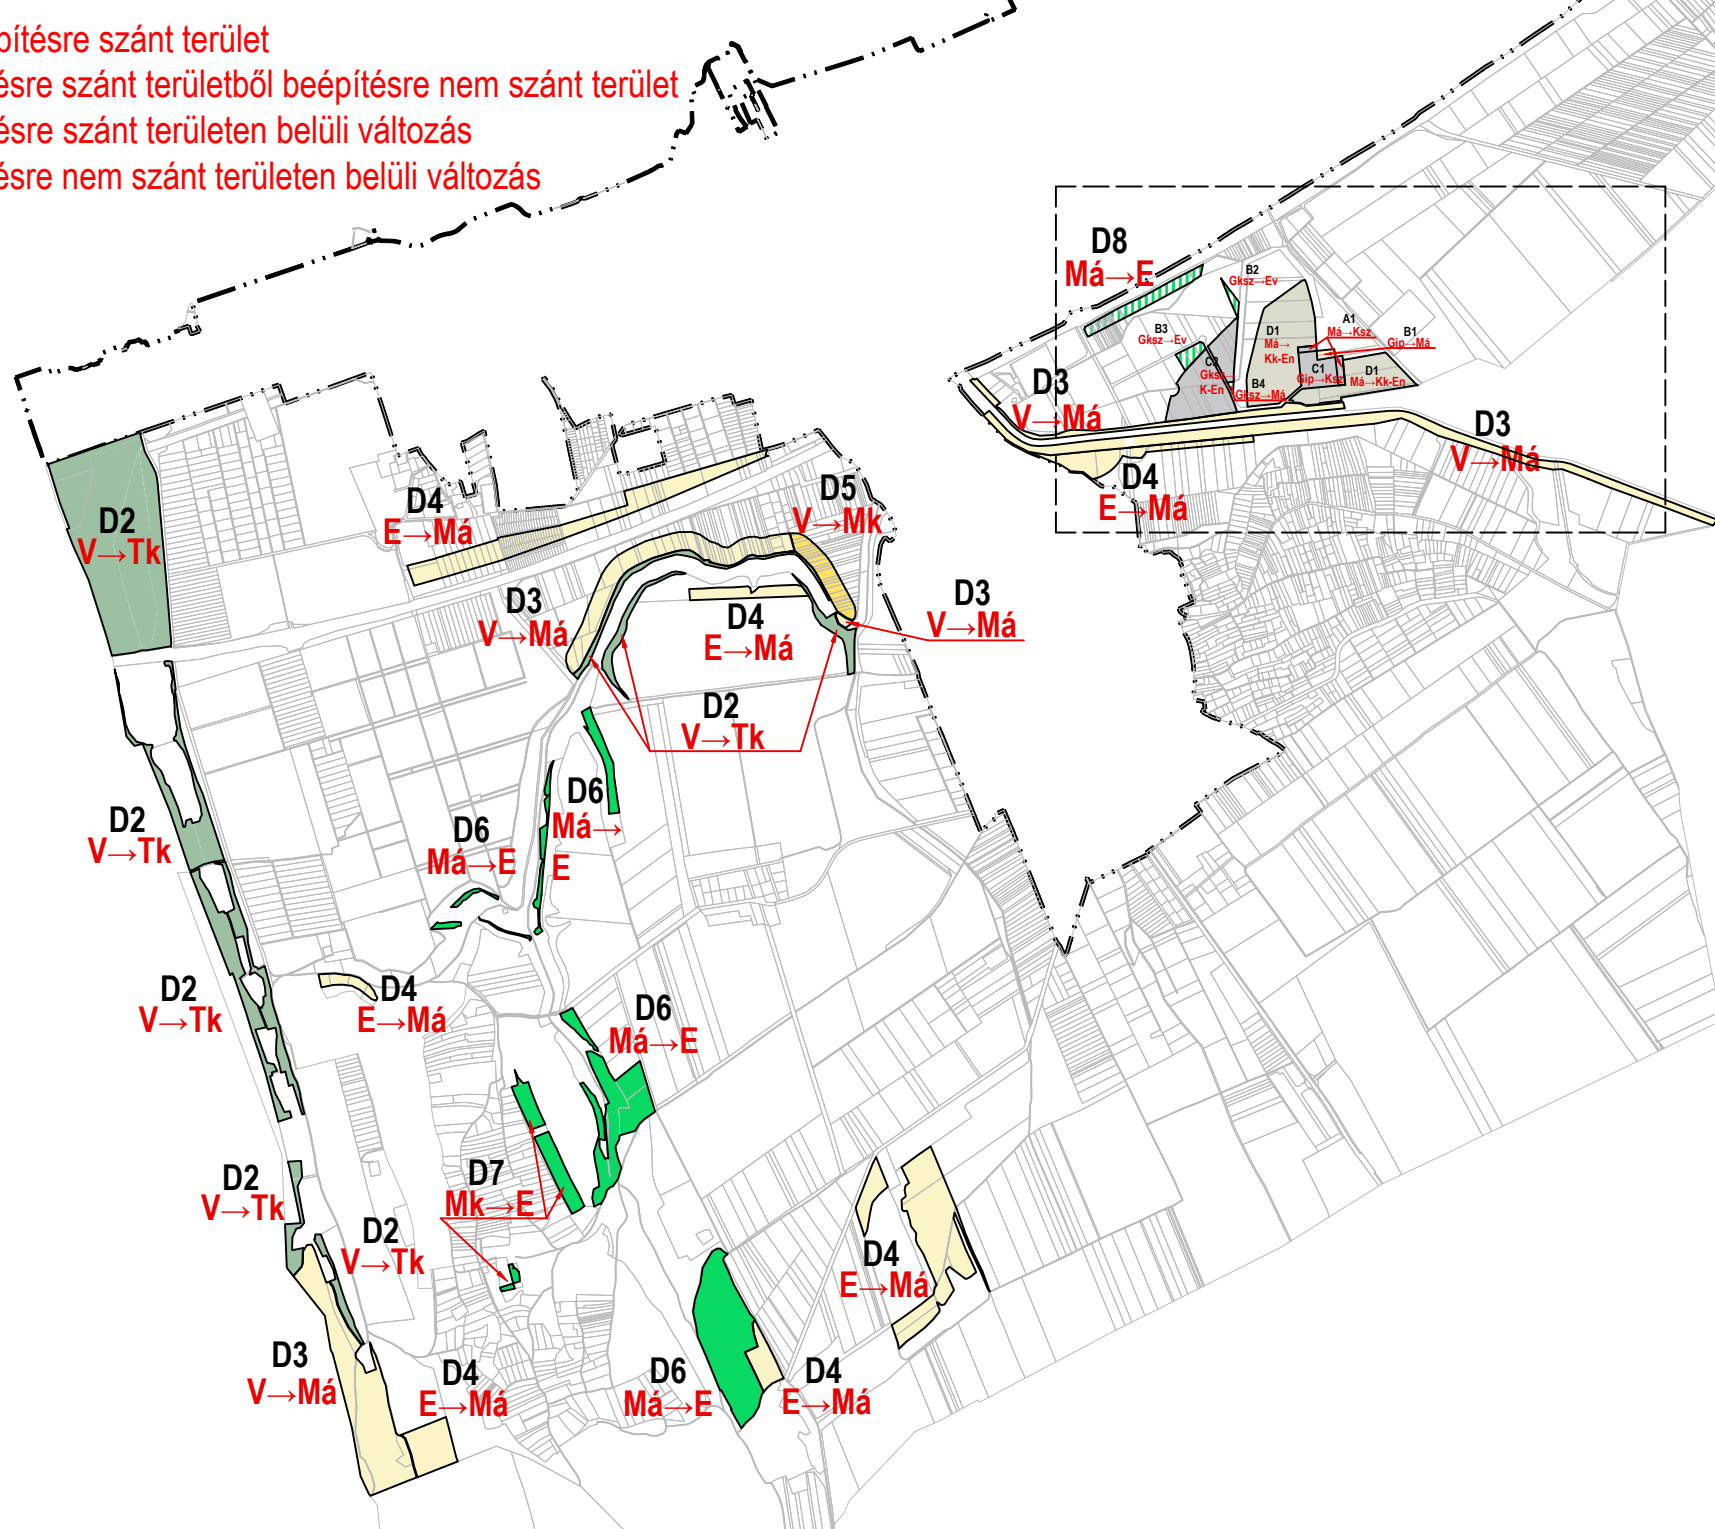 pítésre szánt terület
ésre szánt területből beépítésre nem szánt terület
ésre szánt területen belüli változás
ésre nem szánt területen belüli változás
D8
Má→E
B2
Gksz→Ev
B3
Gksz→Ev
D1
Má→
Kk-En
A1
Má→Ksz
B1
Gip→Má
C2
Gksz→
K-En
B4
Gksz→Má
C1
Gip→Ksz
D1
Má→Kk-En
D3
V→Má
D3
V→Má
D4
E→Má
D2
V→Tk
D4
E→Má
D5
V→Mk
D3
V→Má
D4
E→Má
D3
V→Má
D2
V→Tk
D2
V→Tk
D6
Má→E
D6
Má→
E
D2
V→Tk
D4
E→Má
D6
Má→E
D2
V→Tk
D7
Mk→E
D2
V→Tk
D4
E→Má
D3
V→Má
D4
E→Má
D6
Má→E
D4
E→Má